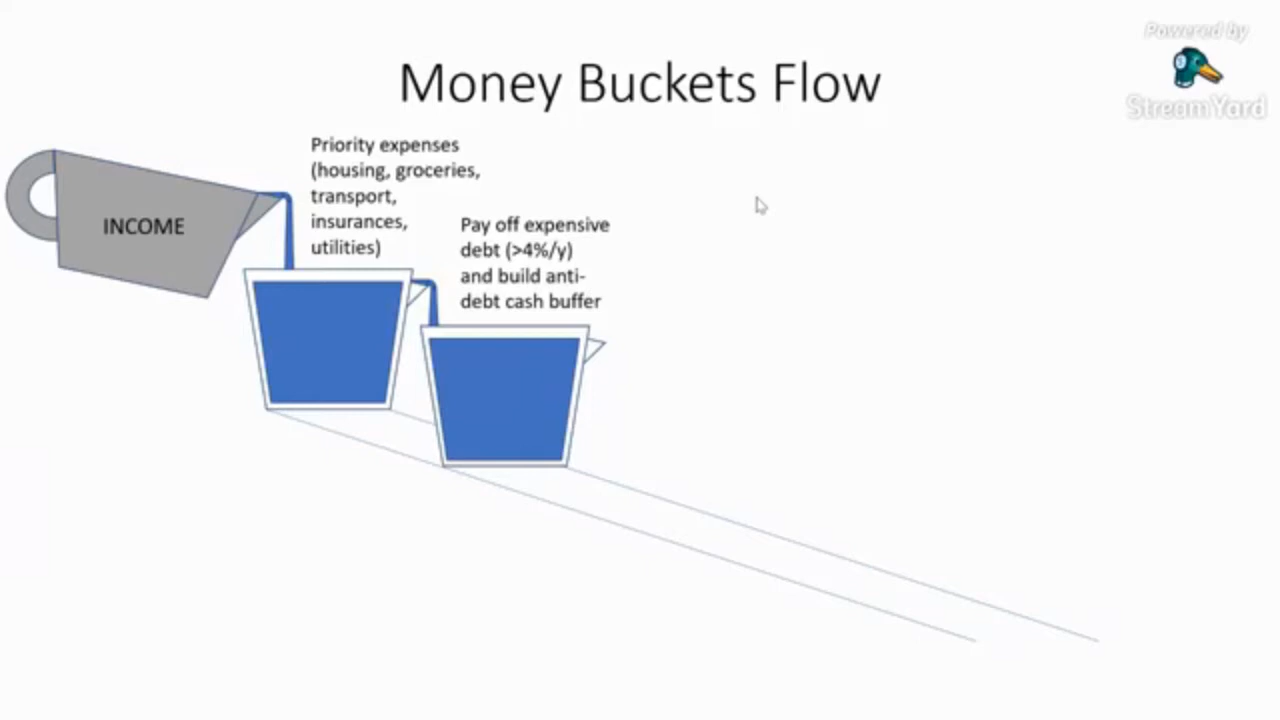 Powered by
StreamYard
Money Buckets Flow
INCOME
Priority expenses
(housing, groceries,
transport,
insurances,
utilities)
Pay off expensive
debt (>4%/y)
and build anti-
debt cash buffer